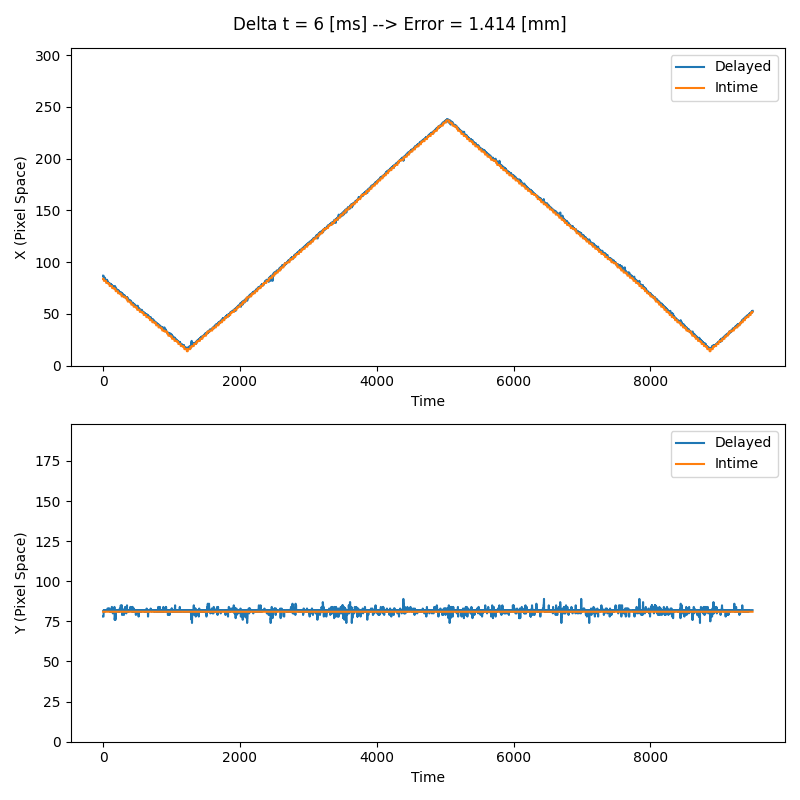 Delta t = 6 [ms] --> Error = 1.414 [mm]
300
250
200
150
100
50
0
X (Pixel Space)
Delayed
Intime
0 2000 4000 6000 8000
Time
175
150
125
100
75
50
25
0
Y (Pixel Space)
Delayed
Intime
0 2000 4000 6000 8000
Time